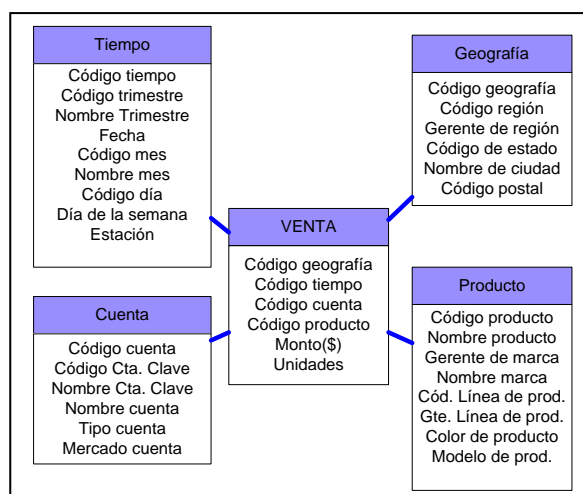 Tiempo
Código tiempo
Código trimestre
Nombre Trimestre
Fecha
Código mes
Nombre mes
Código día
Día de la semana
Estación
Geografía
Código geografía
Código región
Gerente de región
Código de estado
Nombre de ciudad
Código postal
VENTA
Código geografía
Código tiempo
Código cuenta
Código producto
Monto($)
Unidades
Cuenta
Código cuenta
Código Cta. Clave
Nombre Cta. Clave
Nombre cuenta
Tipo cuenta
Mercado cuenta
Producto
Código producto
Nombre producto
Gerente de marca
Nombre marca
Cód. Línea de prod.
Gte. Línea de prod.
Color de producto
Modelo de prod.